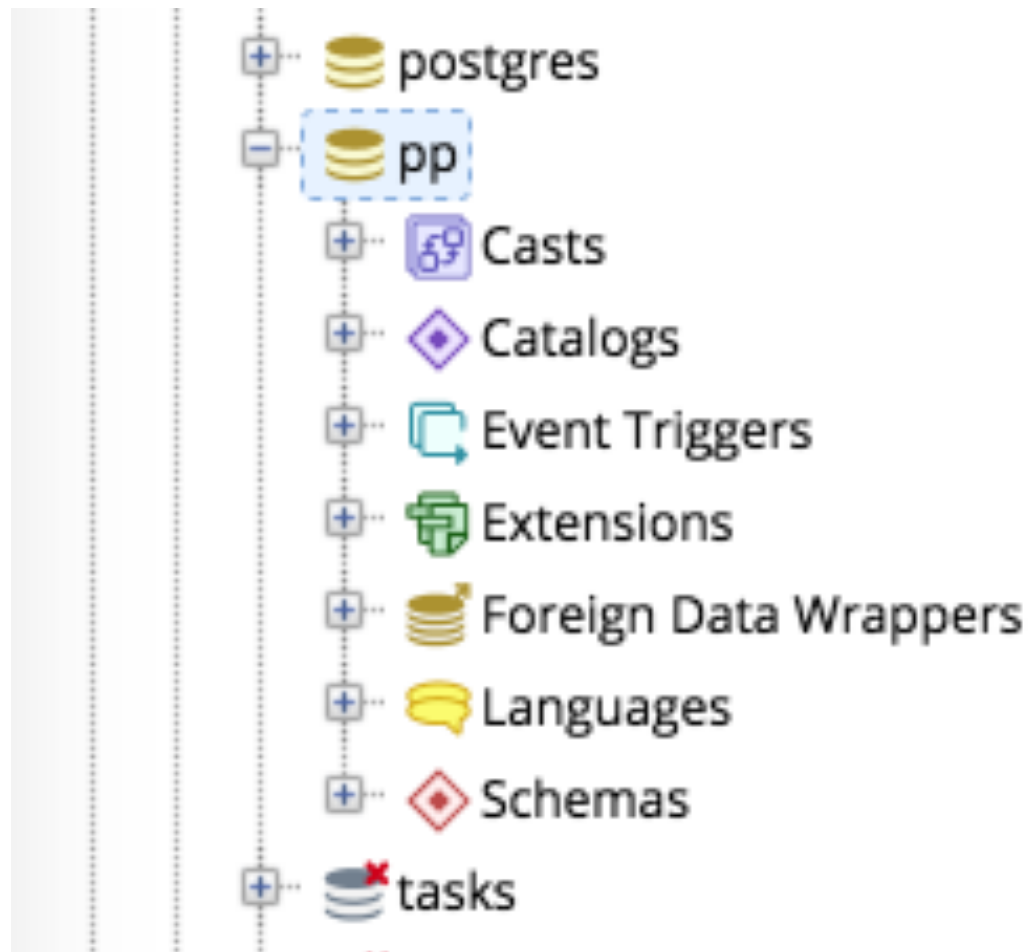 postgres
pp
Casts
Catalogs
Event Triggers
Extensions
Foreign Data Wrappers
Languages
Schemas
tasks